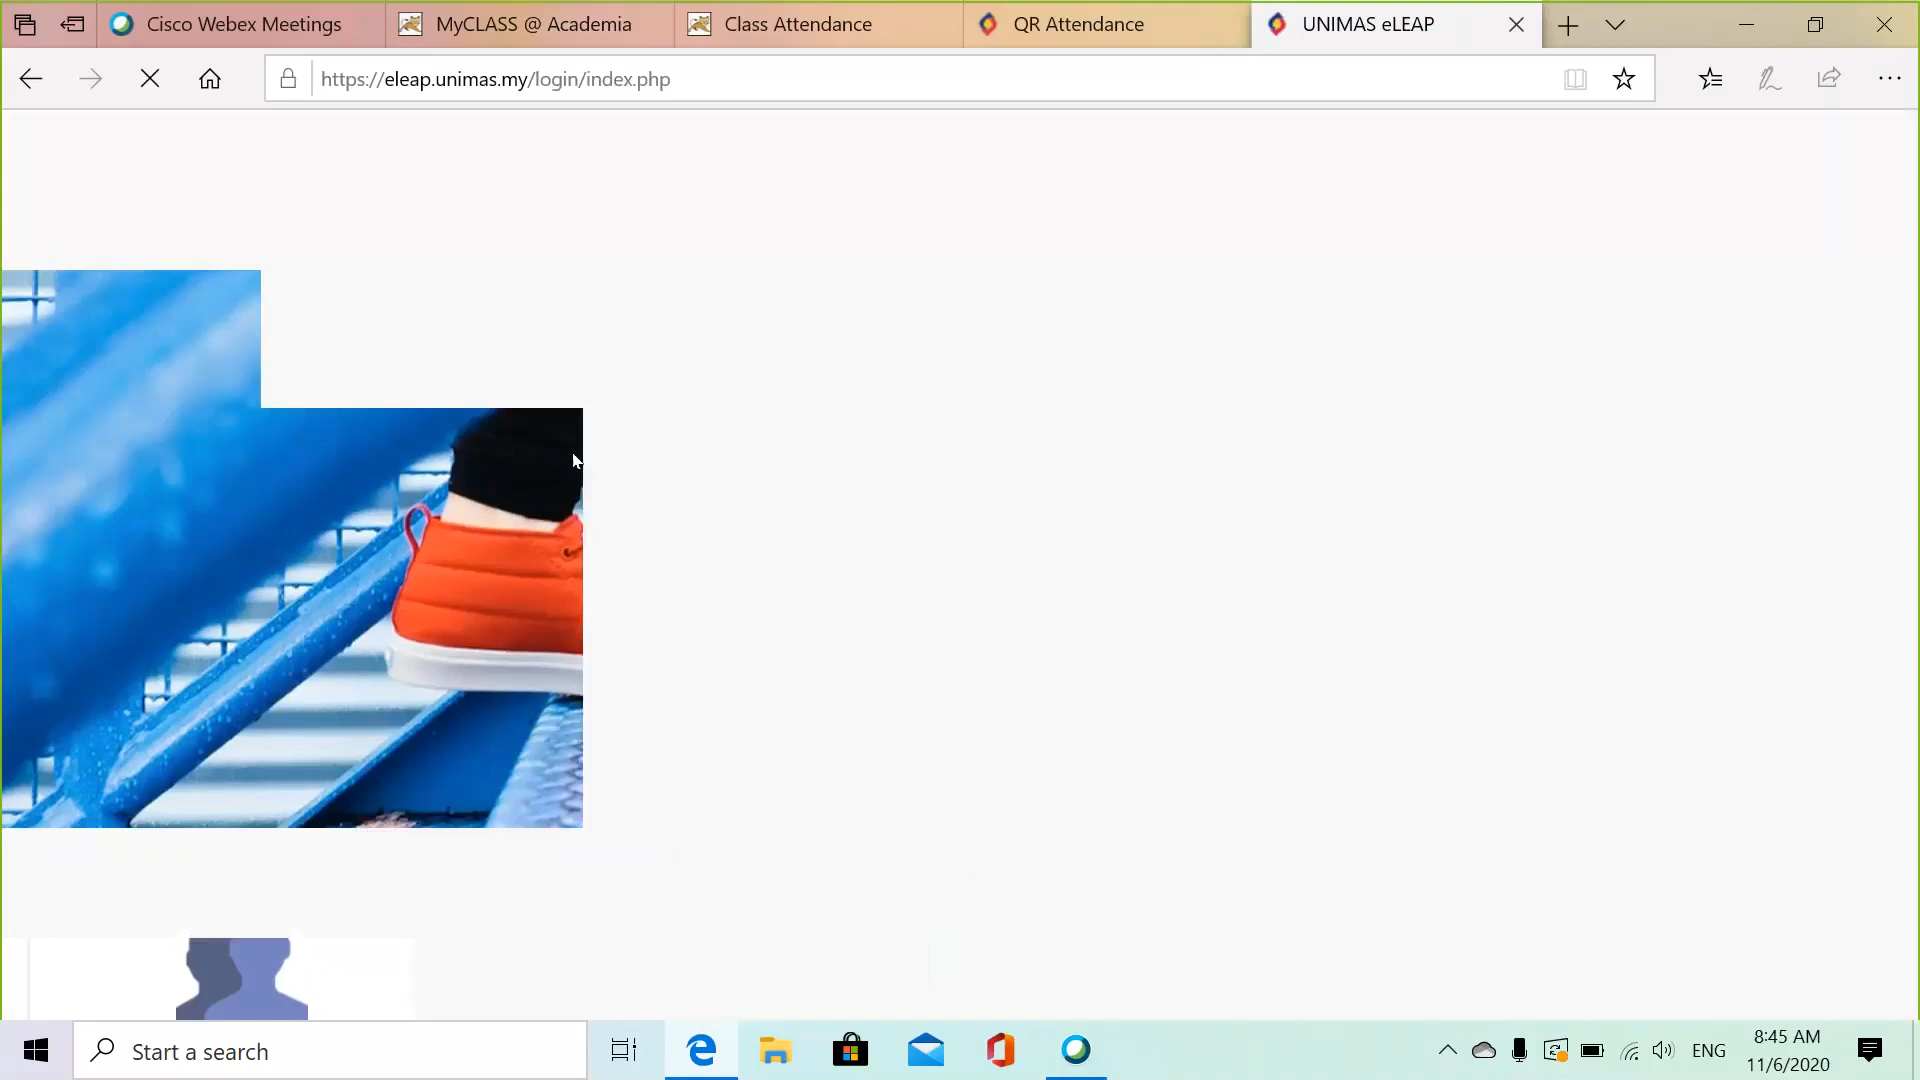 Cisco Webex Meetings
MyCLASS @ Academia
Class Attendance
QR Attendance
UNIMAS eLEAP
https://eleap.unimas.my/login/index.php
Start a search
ENG
8:45 AM
11/6/2020